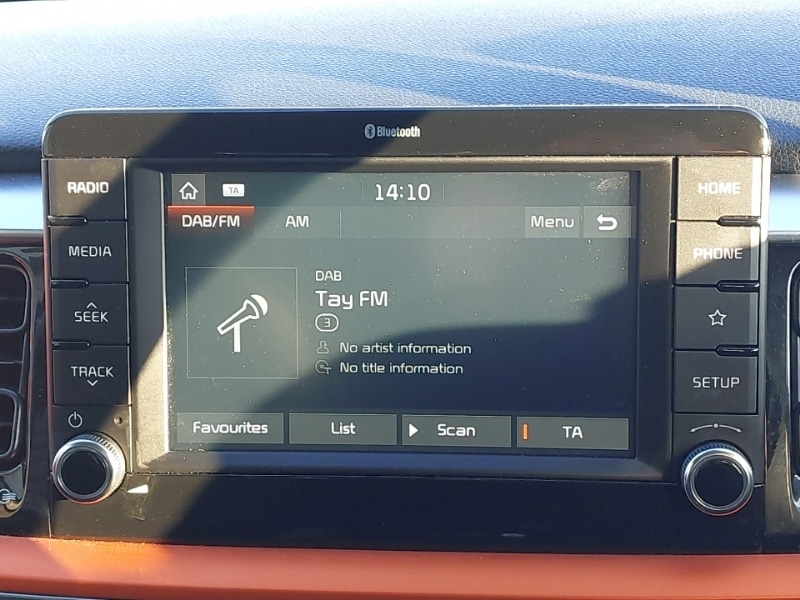 Bluetooth
RADIO
MEDIA
SEEK
TRACK
TA
14:10
DAB/FM
AM
Menu
DAB
Tay FM
3
No artist information
No title information
Favourites
List
Scan
TA
HOME
PHONE
SETUP